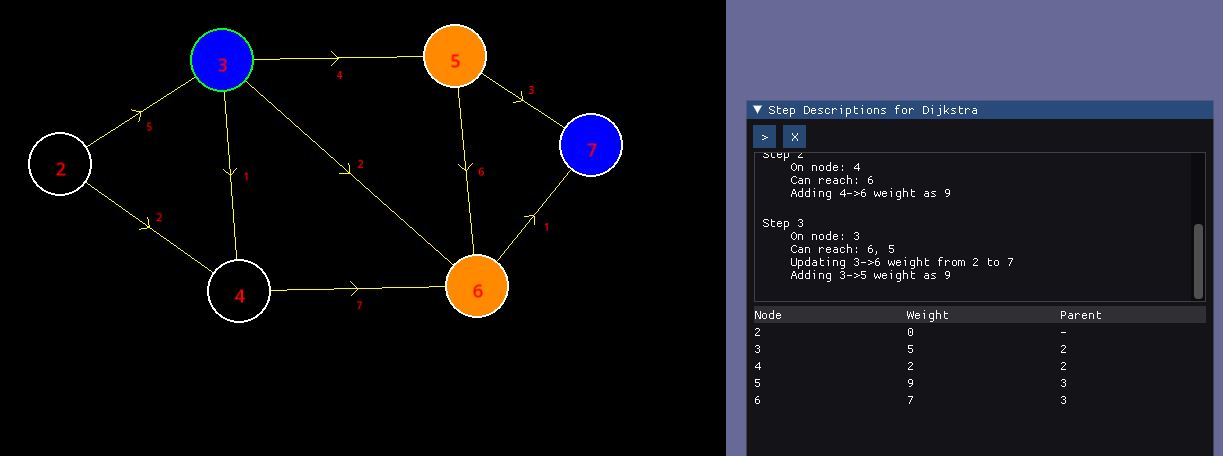 3
5
7
2
4
6
4
3
5
1
2
6
2
1
7
▼ Step Descriptions for Dijkstra
> X
Step 2
On node: 4
Can reach: 6
Adding 4->6 weight as 9
Step 3
On node: 3
Can reach: 6, 5
Updating 3->6 weight from 2 to 7
Adding 3->5 weight as 9
Node Weight Parent
2 0 -
3 5 2
4 2 2
5 9 3
6 7 3